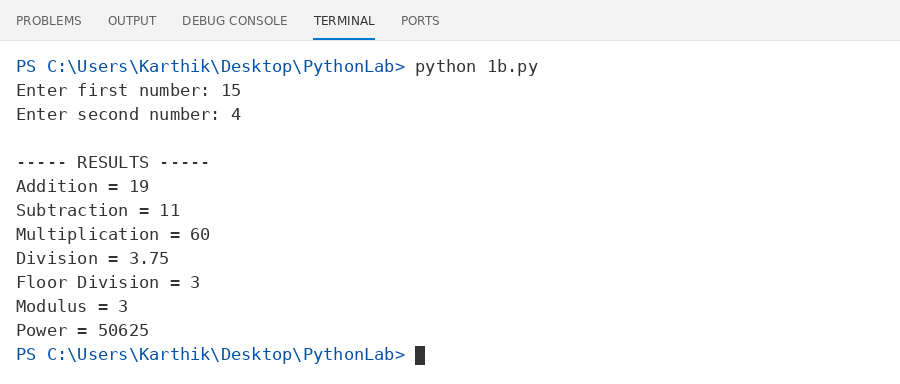 PROBLEMS OUTPUT DEBUG CONSOLE TERMINAL PORTS
PS C:\Users\Karthik\Desktop\PythonLab> python 1b.py
Enter first number: 15
Enter second number: 4
----- RESULTS -----
Addition = 19
Subtraction = 11
Multiplication = 60
Division = 3.75
Floor Division = 3
Modulus = 3
Power = 50625
PS C:\Users\Karthik\Desktop\PythonLab>